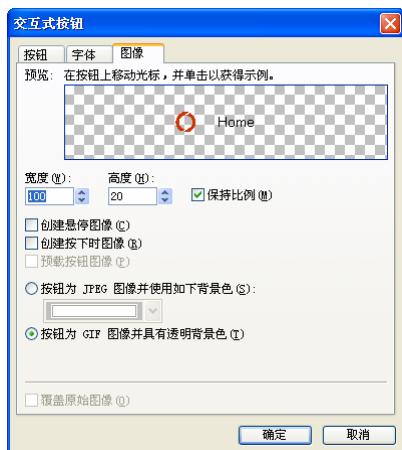 交互式按钮
按钮 字体 图像
预览: 在按钮上移动光标，并单击以获得示例。
Home
宽度(W): 高度(H):
100 20 保持比例(M)
创建悬停图像(C)
创建按下时图像(R)
预载按钮图像(P)
按钮为 JPEG 图像并使用如下背景色(S):
按钮为 GIF 图像并具有透明背景色(T)
覆盖原始图像(O)
确定 取消